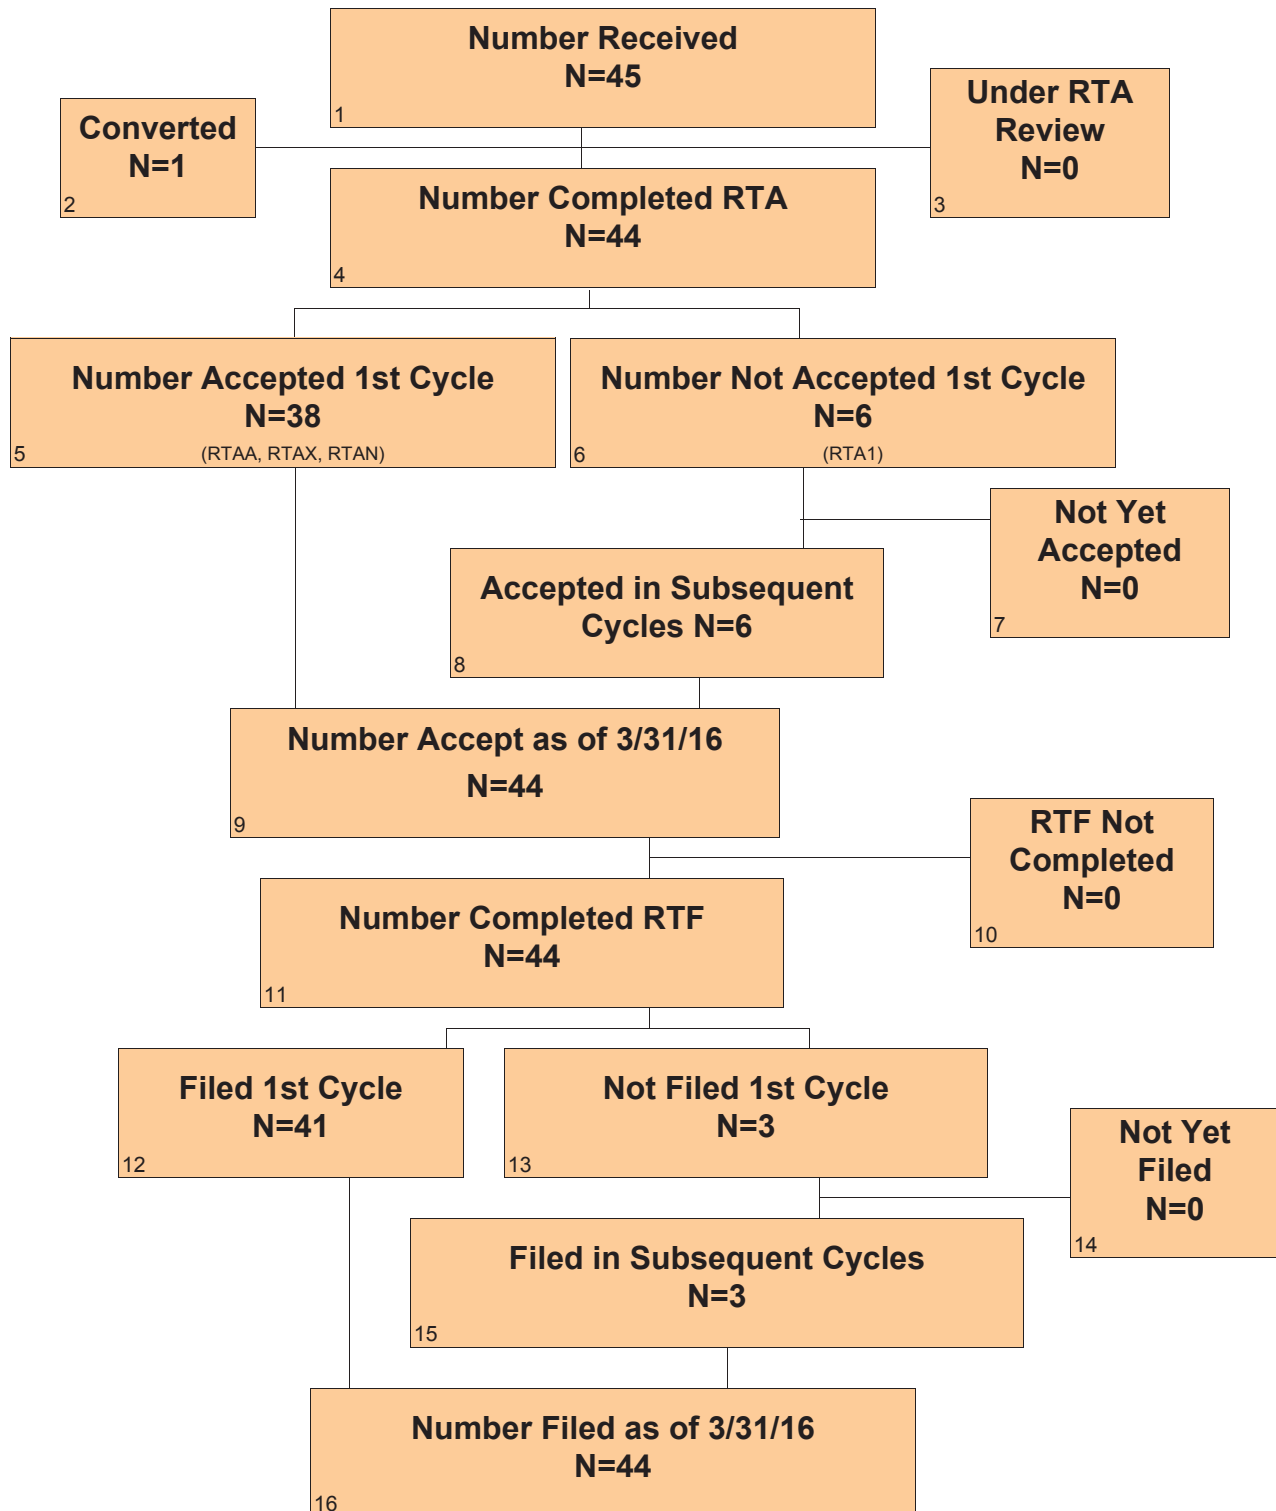 Number Received
N=45
1
Converted
N=1
2
Under RTA
Review
N=0
3
Number Completed RTA
N=44
4
Number Accepted 1st Cycle
N=38
(RTAA, RTAX, RTAN)
5
Number Not Accepted 1st Cycle
N=6
(RTA1)
6
Not Yet
Accepted
N=0
7
Accepted in Subsequent
Cycles N=6
8
Number Accept as of 3/31/16
N=44
9
RTF Not
Completed
N=0
10
Number Completed RTF
N=44
11
Filed 1st Cycle
N=41
12
Not Filed 1st Cycle
N=3
13
Not Yet
Filed
N=0
14
Filed in Subsequent Cycles
N=3
15
Number Filed as of 3/31/16
N=44
16